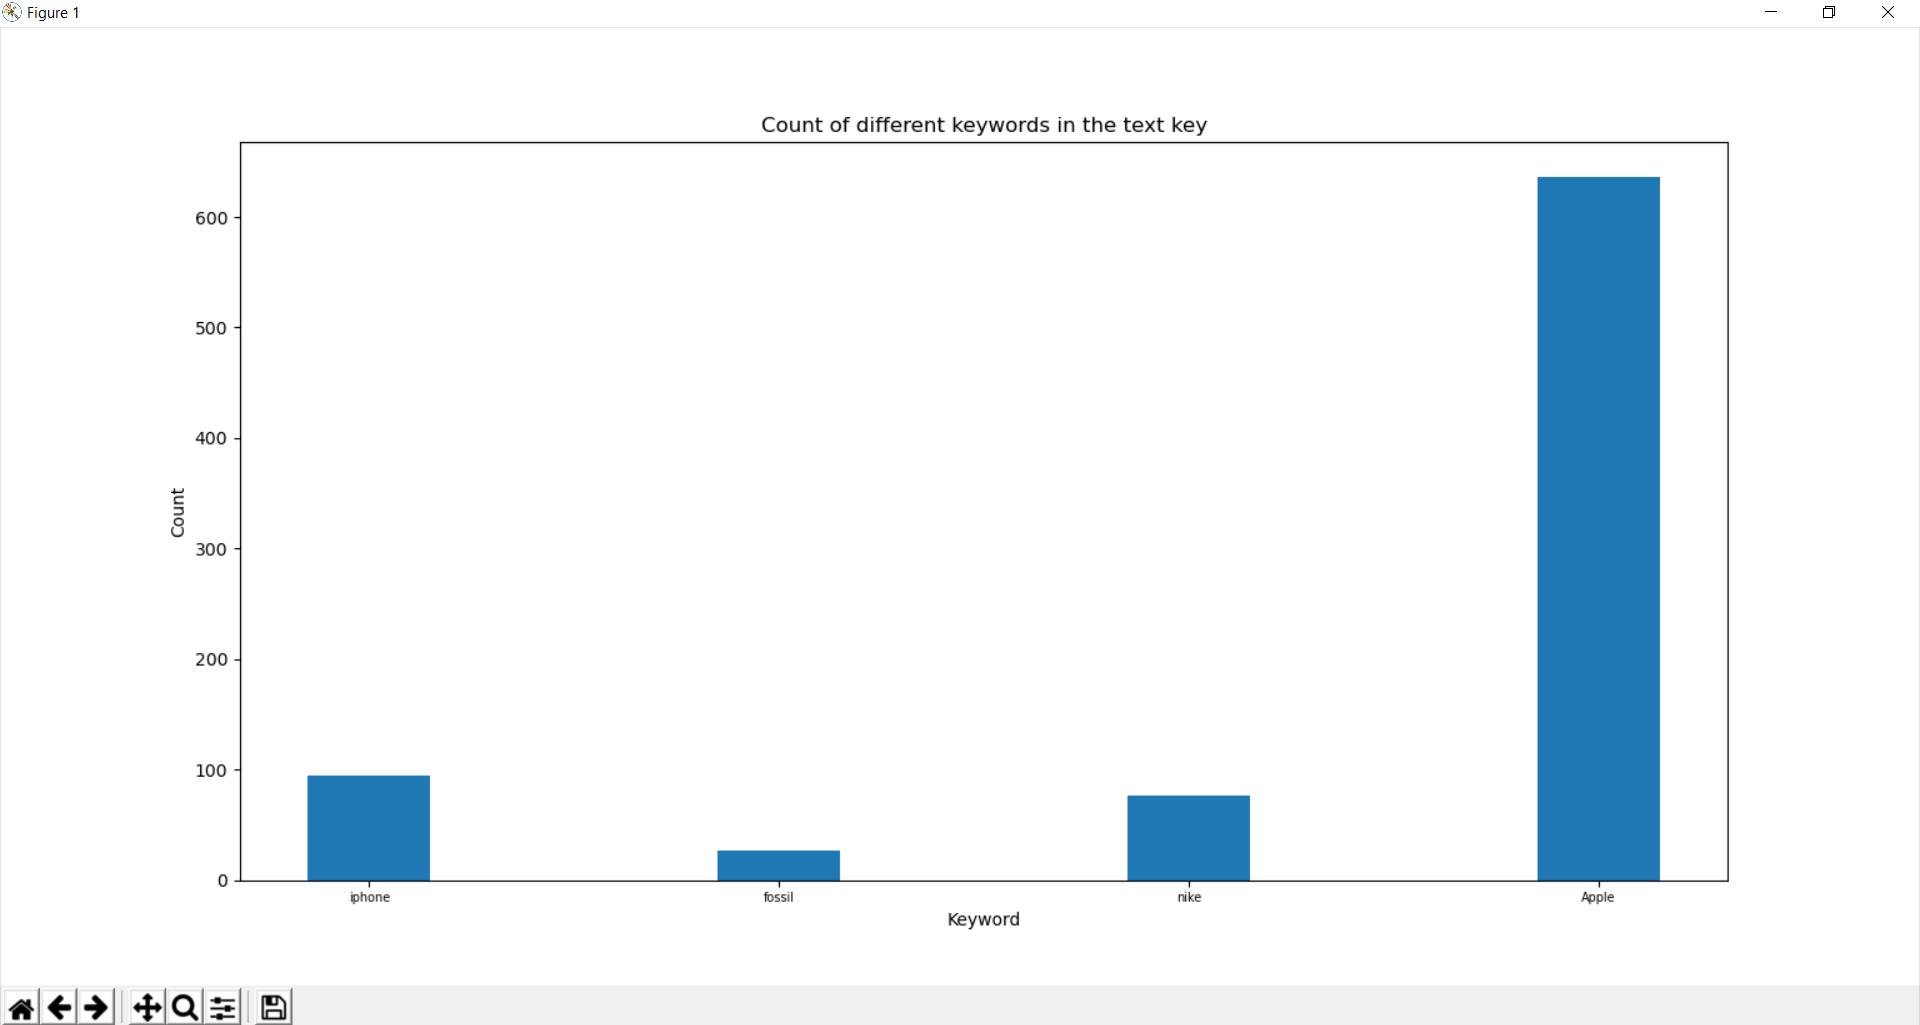 Figure 1
Count of different keywords in the text key
600
500
400
300
200
100
0
Count
iphone fossil nike Apple
Keyword